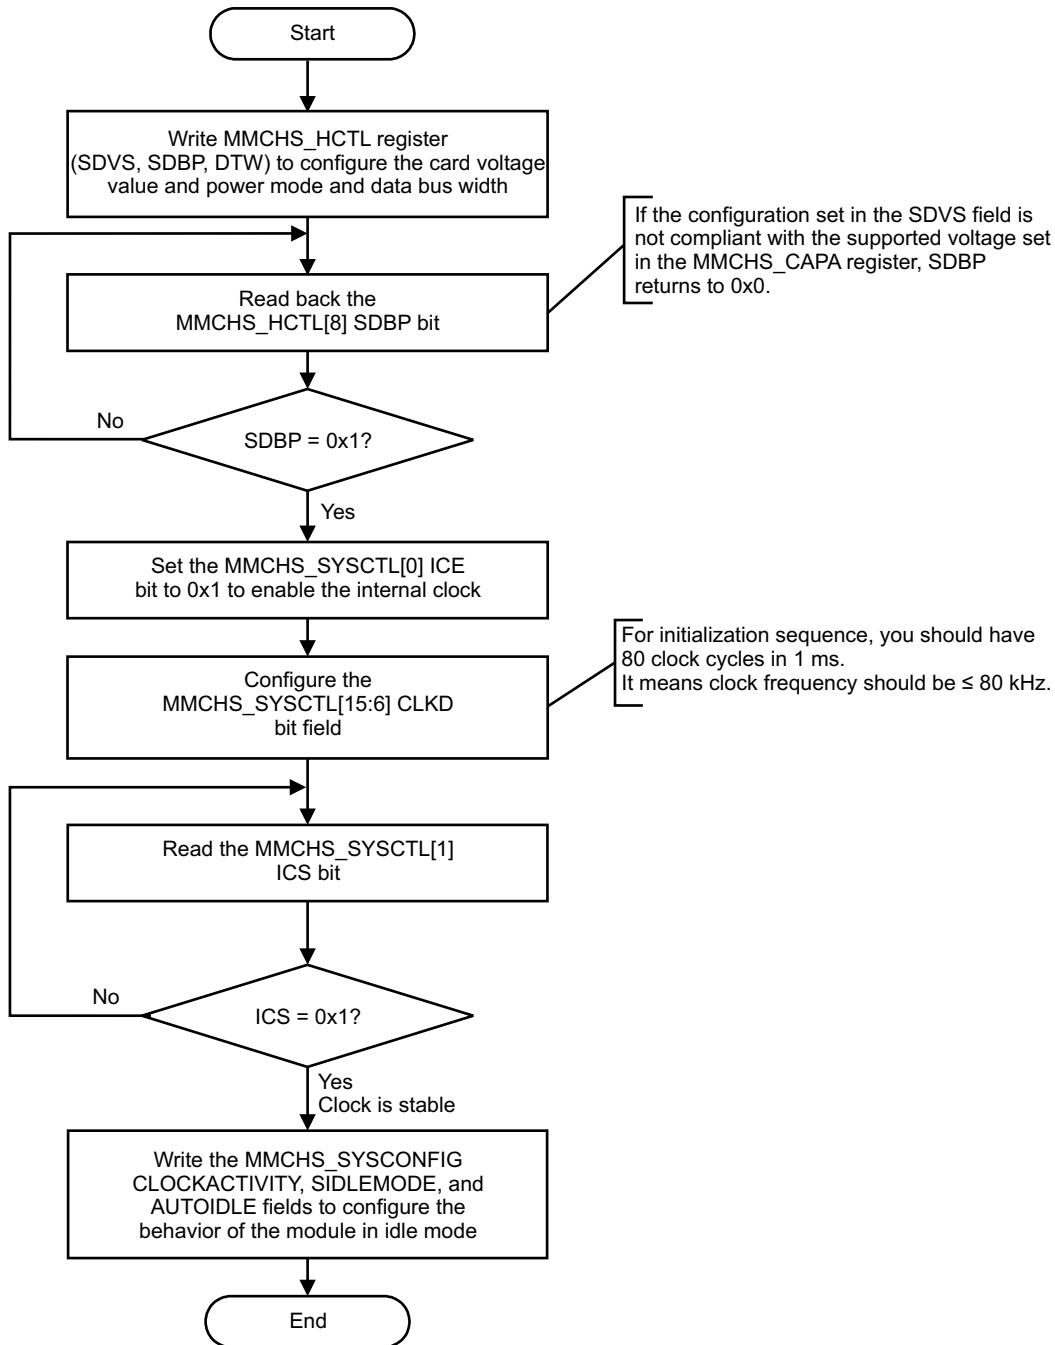 Start
Write MMCHS_HCTL register
(SDVS, SDBP, DTW) to configure the card voltage
value and power mode and data bus width
If the configuration set in the SDVS field is
not compliant with the supported voltage set
in the MMCHS_CAPA register, SDBP
returns to 0x0.
Read back the
MMCHS_HCTL[8] SDBP bit
No
SDBP = 0x1?
Yes
Set the MMCHS_SYSCTL[0] ICE
bit to 0x1 to enable the internal clock
For initialization sequence, you should have
80 clock cycles in 1 ms.
It means clock frequency should be ≤ 80 kHz.
Configure the
MMCHS_SYSCTL[15:6] CLKD
bit field
Read the MMCHS_SYSCTL[1]
ICS bit
No
ICS = 0x1?
Yes
Clock is stable
Write the MMCHS_SYSCONFIG
CLOCKACTIVITY, SIDLEMODE, and
AUTOIDLE fields to configure the
behavior of the module in idle mode
End